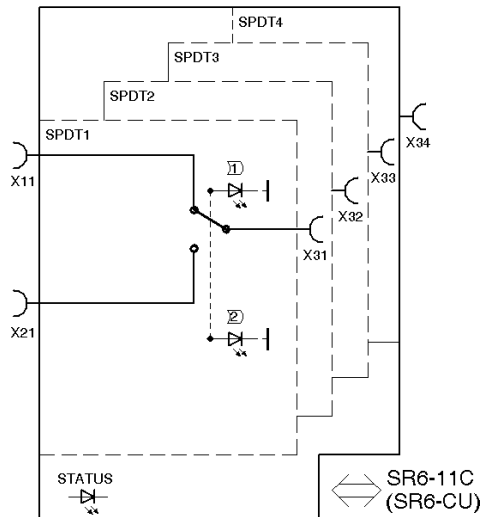 SPDT4
SPDT3
SPDT2
SPDT1
X34
X33
X11
1
X32
X31
2
X21
STATUS
SR6-11C
(SR6-CU)